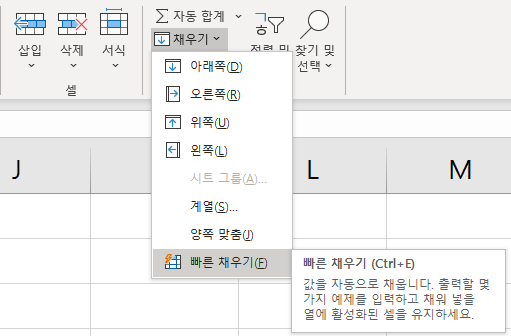 ∑ 자동 합계
채우기
삽입 삭제 서식
정렬 및 찾기 및
선택
셀
아래쪽(D)
오른쪽(R)
위쪽(U)
왼쪽(L)
시트 그룹(A)...
계열(S)...
양쪽 맞춤(J)
빠른 채우기(F)
J L M
빠른 채우기 (Ctrl+E)
값을 자동으로 채웁니다. 출력할 몇
가지 예제를 입력하고 채워 넣을
열에 활성화된 셀을 유지하세요.